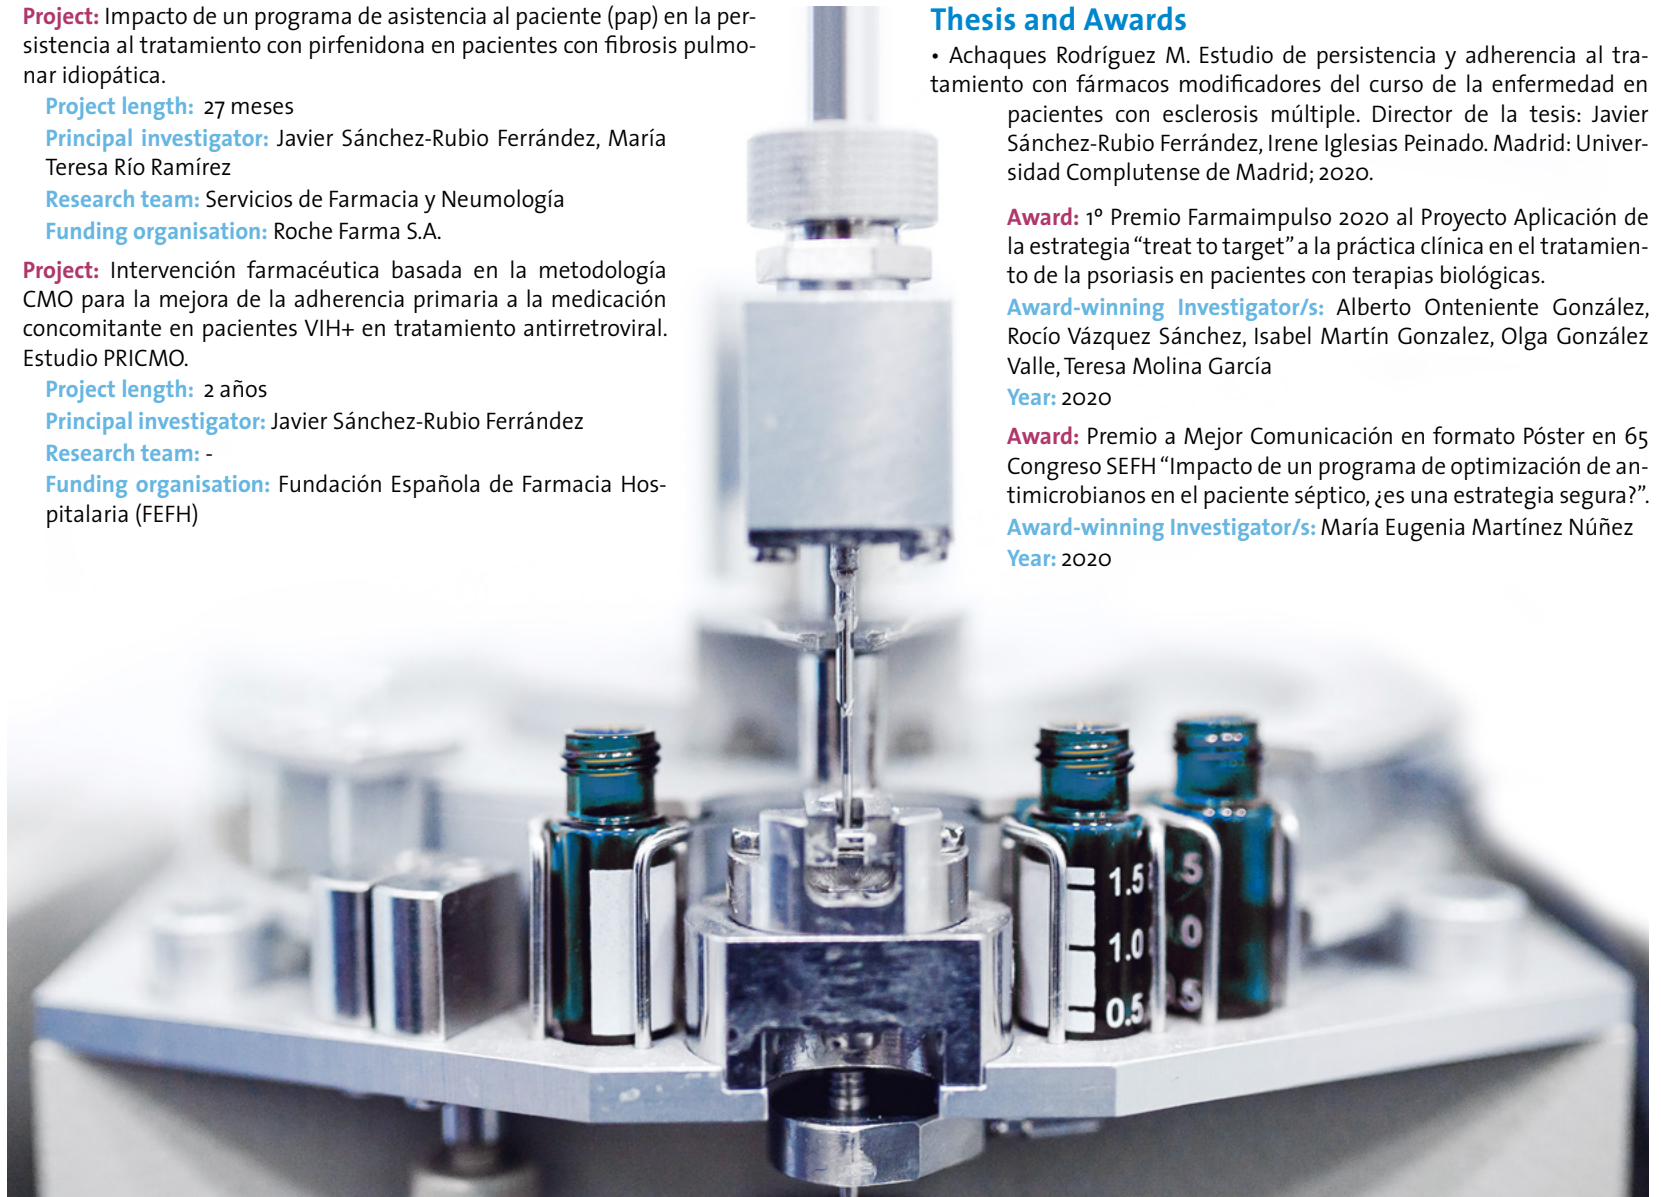 Project: Impacto de un programa de asistencia al paciente (pap) en la per-
sistencia al tratamiento con pirfenidona en pacientes con fibrosis pulmo-
nar idiopática.
Project length: 27 meses
Principal investigator: Javier Sánchez-Rubio Ferrández, María
Teresa Río Ramírez
Research team: Servicios de Farmacia y Neumología
Funding organisation: Roche Farma S.A.
Project: Intervención farmacéutica basada en la metodología
CMO para la mejora de la adherencia primaria a la medicación
concomitante en pacientes VIH+ en tratamiento antirretroviral.
Estudio PRICMO.
Project length: 2 años
Principal investigator: Javier Sánchez-Rubio Ferrández
Research team: -
Funding organisation: Fundación Española de Farmacia Hos-
pitalaria (FEFH)
Thesis and Awards
• Achaques Rodríguez M. Estudio de persistencia y adherencia al tra-
tamiento con fármacos modificadores del curso de la enfermedad en
pacientes con esclerosis múltiple. Director de la tesis: Javier
Sánchez-Rubio Ferrández, Irene Iglesias Peinado. Madrid: Univer-
sidad Complutense de Madrid; 2020.
Award: 1º Premio Farmaimpulso 2020 al Proyecto Aplicación de
la estrategia “treat to target” a la práctica clínica en el tratamien-
to de la psoriasis en pacientes con terapias biológicas.
Award-winning Investigator/s: Alberto Onteniente González,
Rocío Vázquez Sánchez, Isabel Martín Gonzalez, Olga González
Valle, Teresa Molina García
Year: 2020
Award: Premio a Mejor Comunicación en formato Póster en 65
Congreso SEFH “Impacto de un programa de optimización de an-
timicrobianos en el paciente séptico, ¿es una estrategia segura?”.
Award-winning Investigator/s: María Eugenia Martínez Núñez
Year: 2020
1.5
1.0
0.5